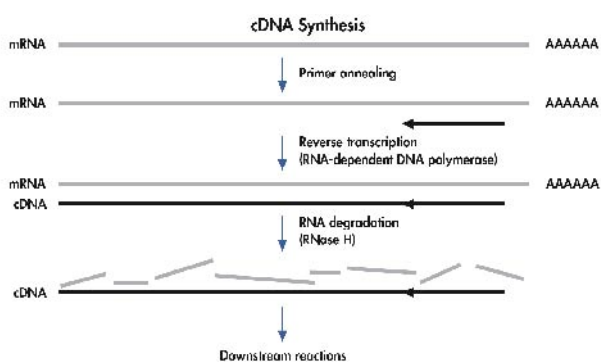 cDNA Synthesis
mRNA AAAAAA
Primer annealing
mRNA AAAAAA
Reverse transcription
(RNA-dependent DNA polymerase)
mRNA AAAAAA
cDNA
RNA degradation
(RNase H)
cDNA
Downstream reactions